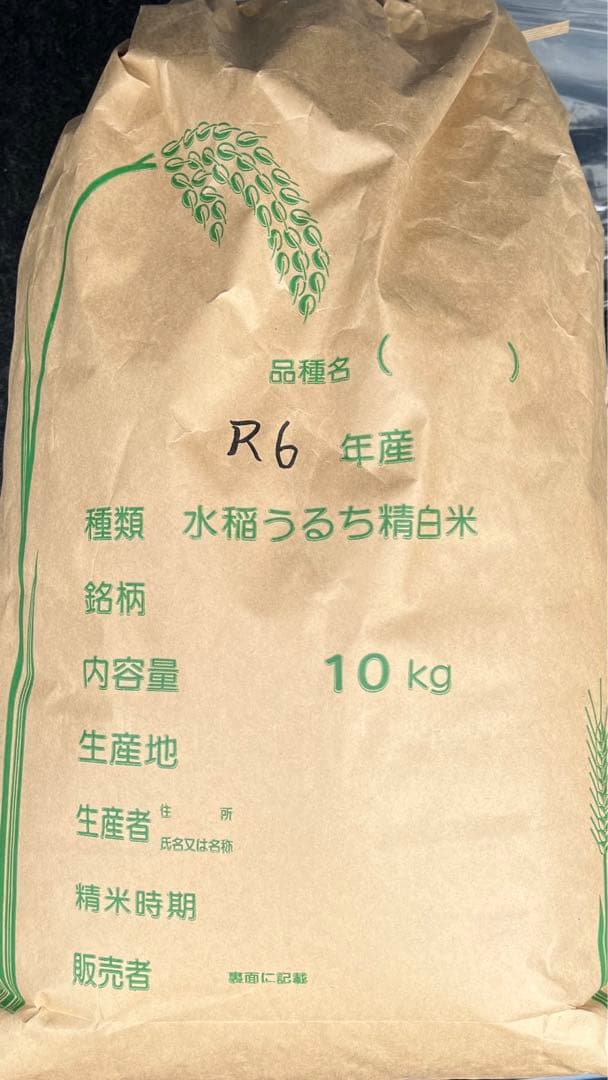 品種名 (　　　)
R6 年産
種類 水稲うるち精白米
銘柄
内容量 10 kg
生産地
生産者 住 所
氏名又は名称
精米時期
販売者 裏面に記載